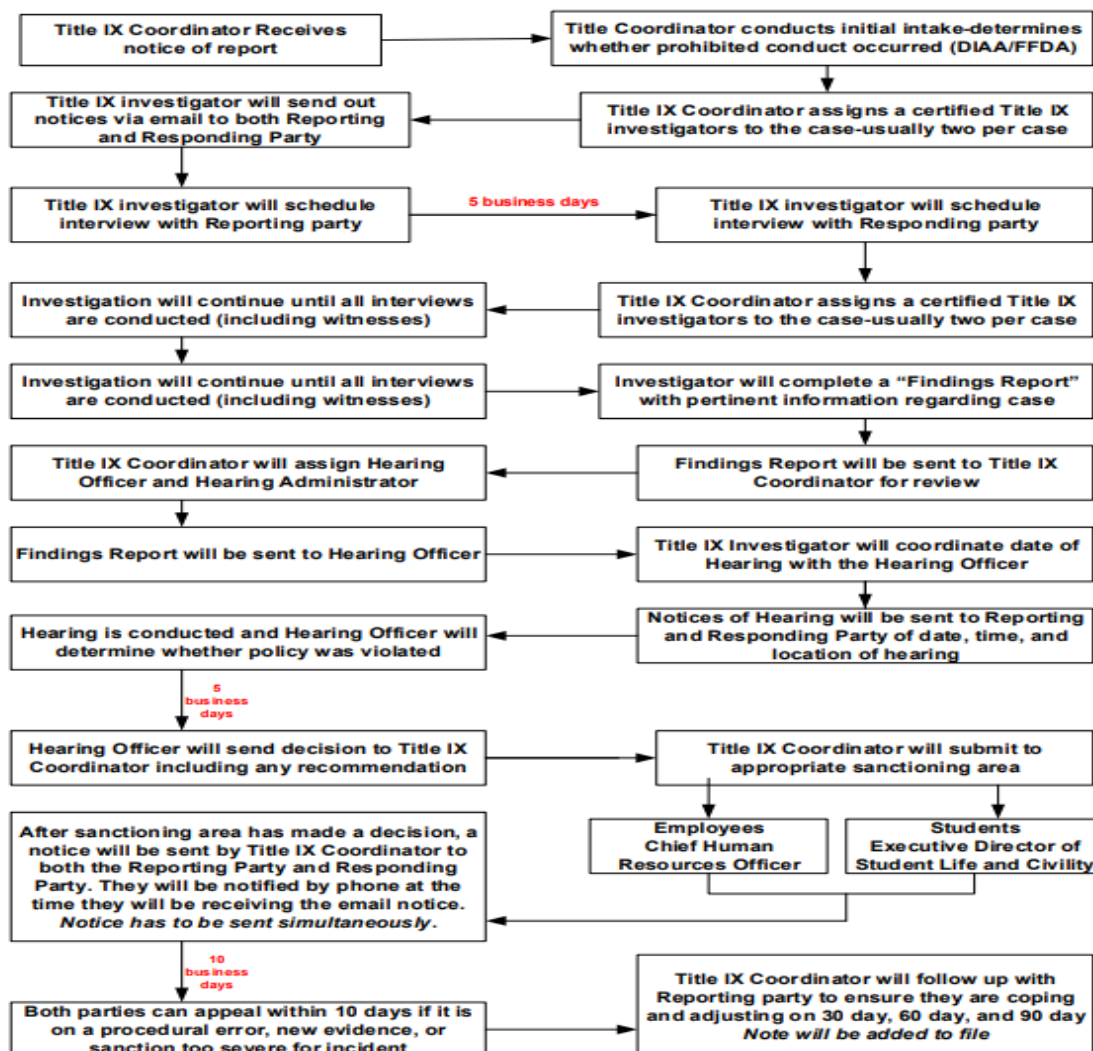 Title IX Coordinator Receives
notice of report
Title Coordinator conducts initial intake-determines
whether prohibited conduct occurred (DIAA/FFDA)
Title IX Coordinator assigns a certified Title IX
investigators to the case-usually two per case
Title IX investigator will send out
notices via email to both Reporting
and Responding Party
Title IX investigator will schedule
interview with Reporting party
5 business days
Title IX investigator will schedule
interview with Responding party
Title IX Coordinator assigns a certified Title IX
investigators to the case-usually two per case
Investigation will continue until all interviews
are conducted (including witnesses)
Investigation will continue until all interviews
are conducted (including witnesses)
Investigator will complete a “Findings Report”
with pertinent information regarding case
Findings Report will be sent to Title IX
Coordinator for review
Title IX Coordinator will assign Hearing
Officer and Hearing Administrator
Findings Report will be sent to Hearing Officer
Title IX Investigator will coordinate date of
Hearing with the Hearing Officer
Notices of Hearing will be sent to Reporting
and Responding Party of date, time, and
location of hearing
Hearing is conducted and Hearing Officer will
determine whether policy was violated
5
business
days
Hearing Officer will send decision to Title IX
Coordinator including any recommendation
Title IX Coordinator will submit to
appropriate sanctioning area
Employees
Chief Human
Resources Officer
Students
Executive Director of
Student Life and Civility
After sanctioning area has made a decision, a
notice will be sent by Title IX Coordinator to
both the Reporting Party and Responding
Party. They will be notified by phone at the
time they will be receiving the email notice.
Notice has to be sent simultaneously.
10
business
days
Both parties can appeal within 10 days if it is
on a procedural error, new evidence, or
sanction too severe for incident
Title IX Coordinator will follow up with
Reporting party to ensure they are coping
and adjusting on 30 day, 60 day, and 90 day
Note will be added to file